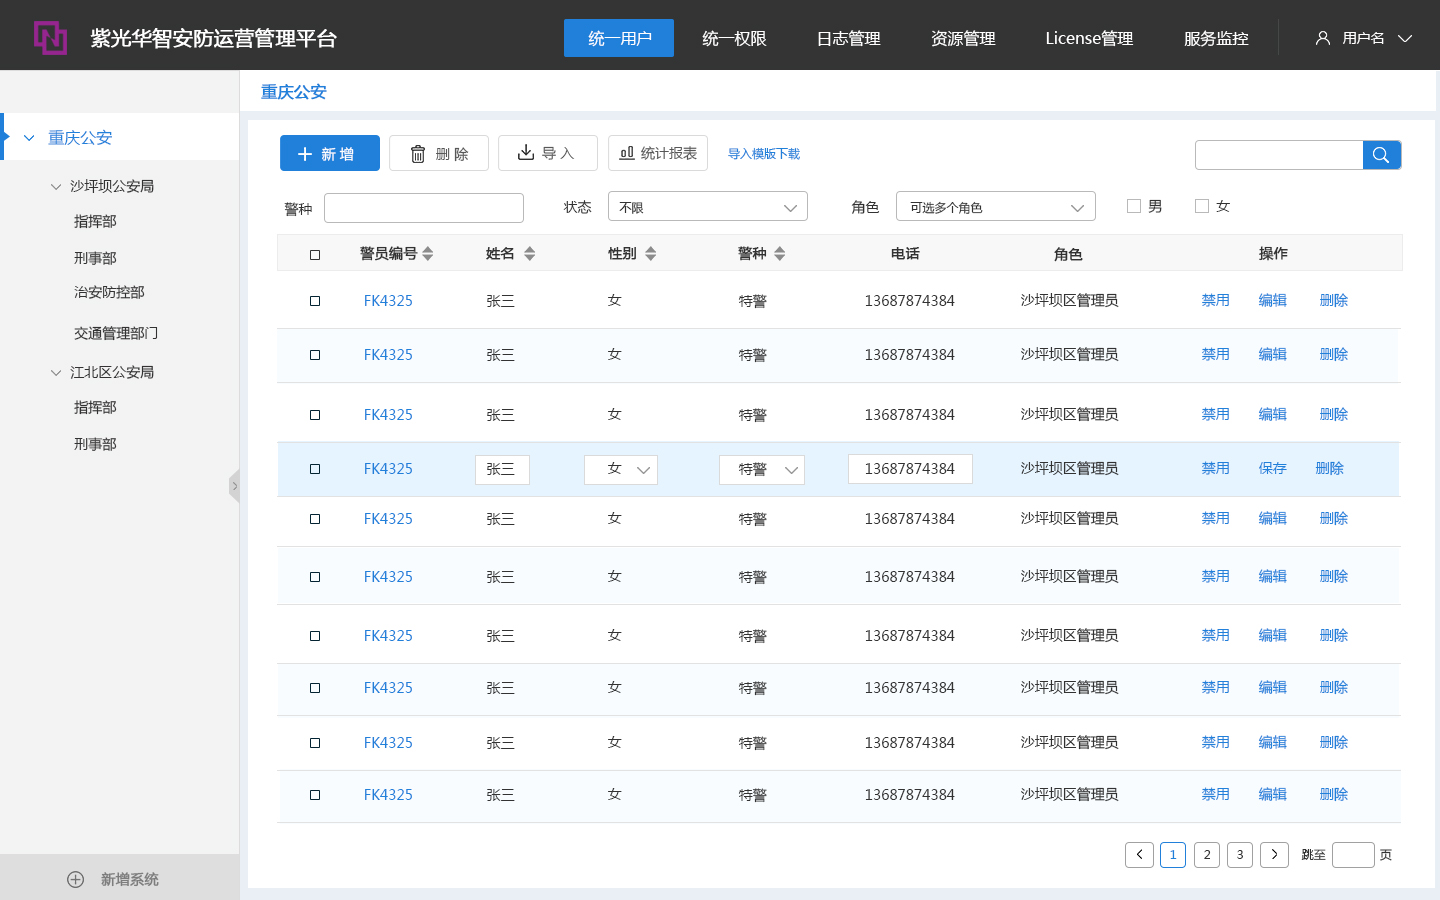 紫光华智安防运营管理平台 统一用户 统一权限 日志管理 资源管理 License管理 服务监控 用户名
重庆公安
沙坪坝公安局
指挥部
刑事部
治安防控部
交通管理部门
江北区公安局
指挥部
刑事部
新增系统
重庆公安
新 增 删 除 导 入 统计报表 导入模版下载
警种 状态 不限 角色 可选多个角色 男 女
警员编号 姓名 性别 警种 电话 角色 操作
FK4325 张三 女 特警 13687874384 沙坪坝区管理员 禁用 编辑 删除
FK4325 张三 女 特警 13687874384 沙坪坝区管理员 禁用 编辑 删除
FK4325 张三 女 特警 13687874384 沙坪坝区管理员 禁用 编辑 删除
FK4325 张三 女 特警 13687874384 沙坪坝区管理员 禁用 保存 删除
FK4325 张三 女 特警 13687874384 沙坪坝区管理员 禁用 编辑 删除
FK4325 张三 女 特警 13687874384 沙坪坝区管理员 禁用 编辑 删除
FK4325 张三 女 特警 13687874384 沙坪坝区管理员 禁用 编辑 删除
FK4325 张三 女 特警 13687874384 沙坪坝区管理员 禁用 编辑 删除
FK4325 张三 女 特警 13687874384 沙坪坝区管理员 禁用 编辑 删除
FK4325 张三 女 特警 13687874384 沙坪坝区管理员 禁用 编辑 删除
1 2 3 跳至 页